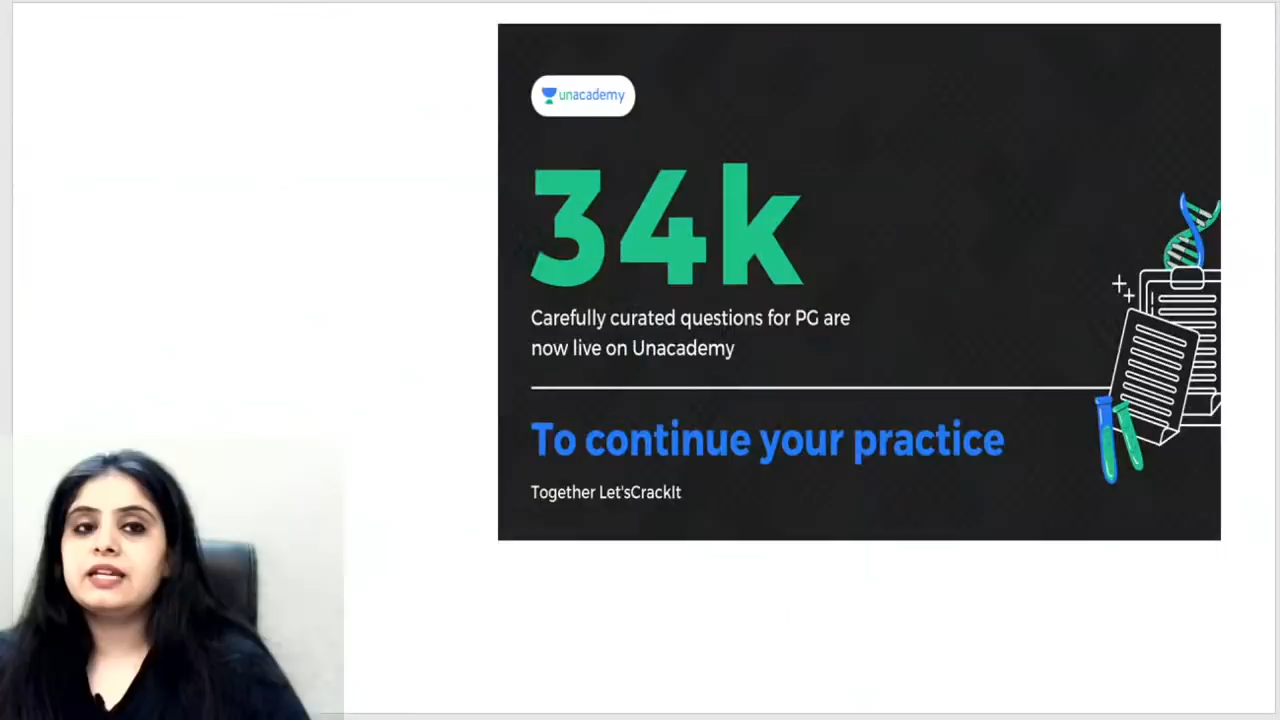 unacademy
34k
Carefully curated questions for PG are
now live on Unacademy
To continue your practice
Together Let'sCrackIt